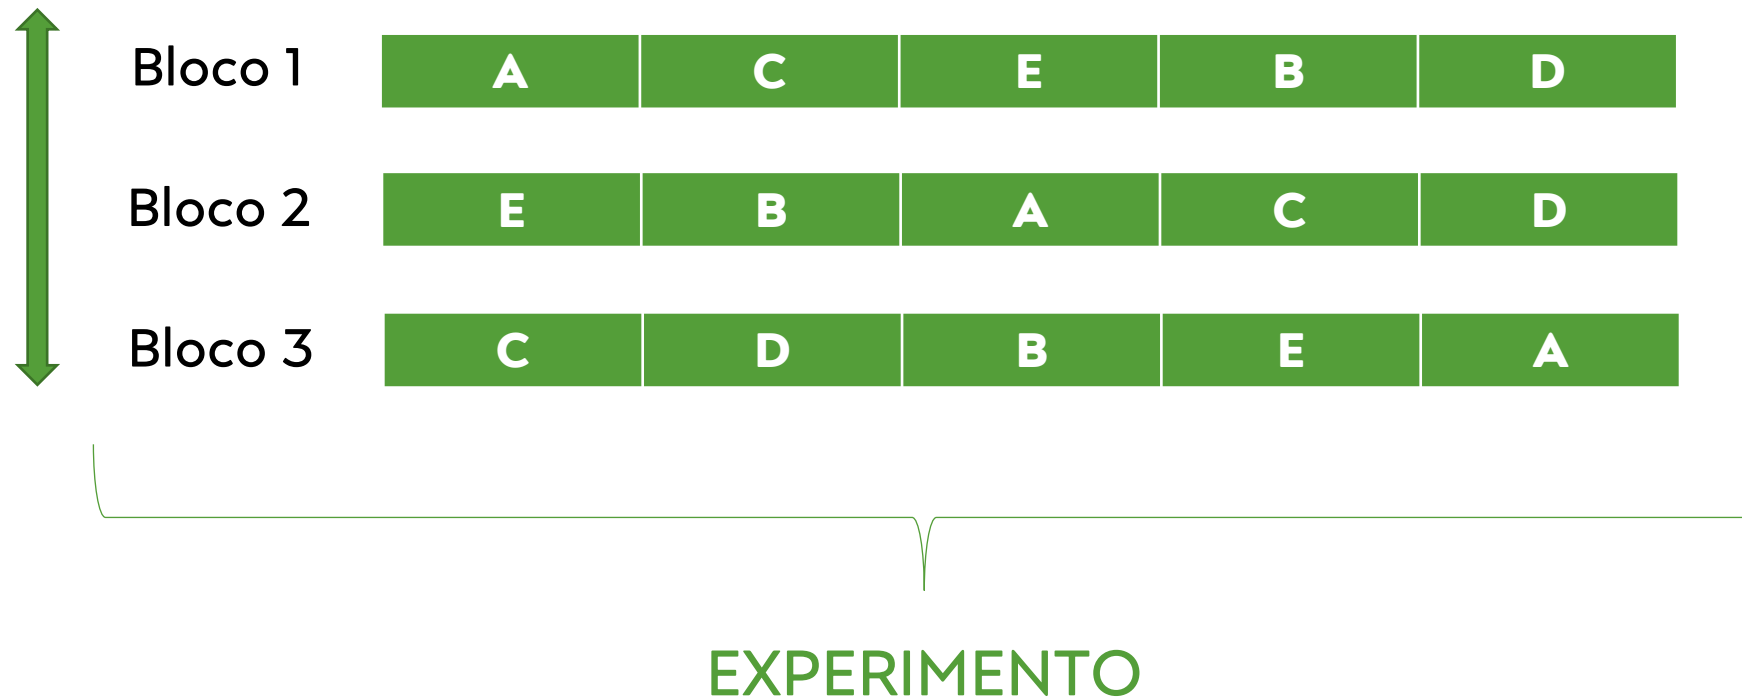 Bloco 1 A C E B D
Bloco 2 E B A C D
Bloco 3 C D B E A
EXPERIMENTO